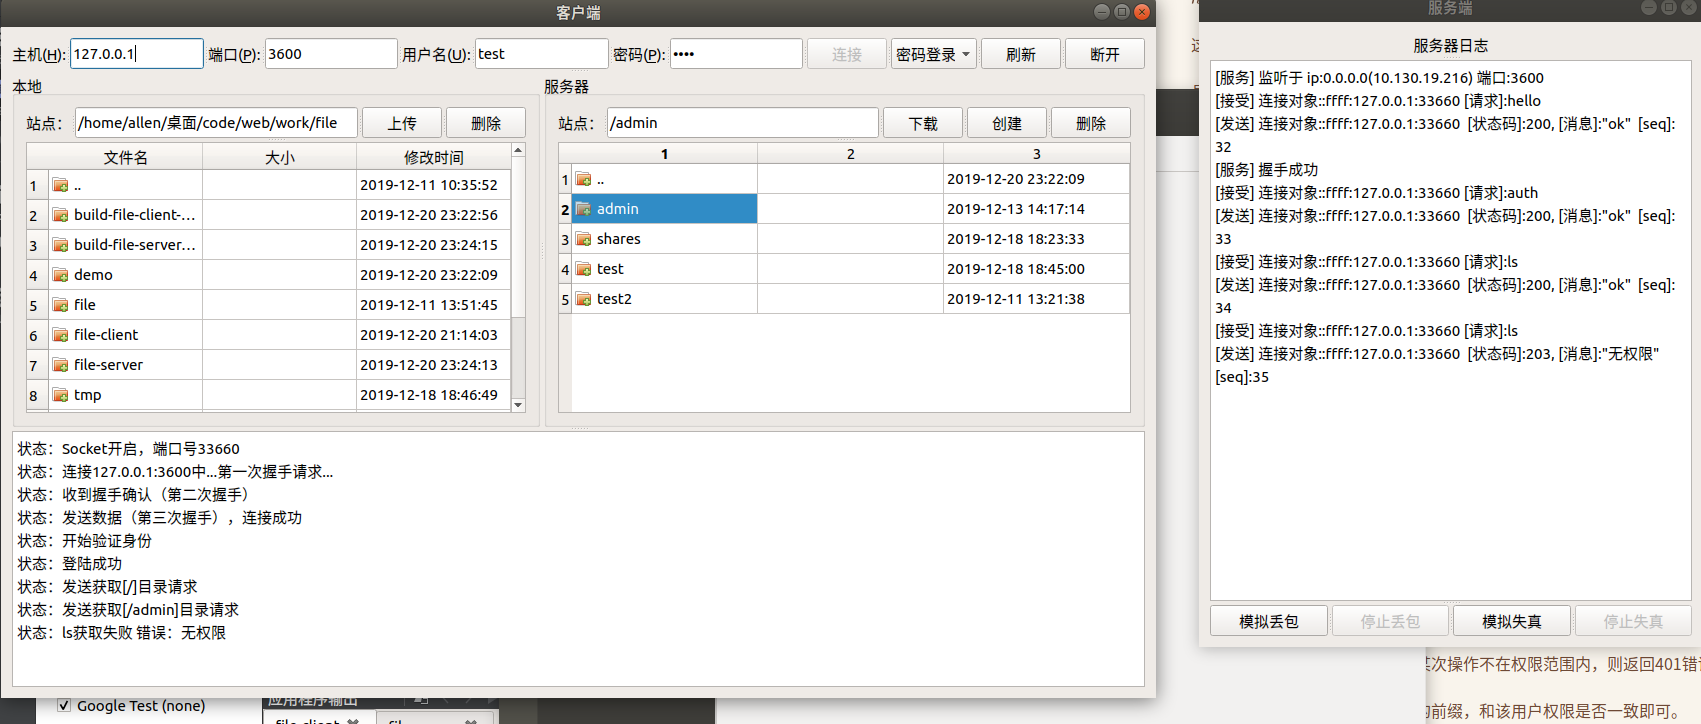 客户端
主机(H): 127.0.0.1 端口(P): 3600 用户名(U): test 密码(P): •••• 连接 密码登录 刷新 断开
本地
站点： /home/allen/桌面/code/web/work/file 上传 删除
文件名 大小 修改时间
1 .. 2019-12-11 10:35:52
2 build-file-client-... 2019-12-20 23:22:56
3 build-file-server... 2019-12-20 23:24:15
4 demo 2019-12-20 23:22:09
5 file 2019-12-11 13:51:45
6 file-client 2019-12-20 21:14:03
7 file-server 2019-12-20 23:24:13
8 tmp 2019-12-18 18:46:49
服务器
站点： /admin 下载 创建 删除
1 2 3
1 .. 2019-12-20 23:22:09
2 admin 2019-12-13 14:17:14
3 shares 2019-12-18 18:23:33
4 test 2019-12-18 18:45:00
5 test2 2019-12-11 13:21:38
状态：Socket开启，端口号33660
状态：连接127.0.0.1:3600中...第一次握手请求...
状态：收到握手确认（第二次握手）
状态：发送数据（第三次握手），连接成功
状态：开始验证身份
状态：登陆成功
状态：发送获取[/]目录请求
状态：发送获取[/admin]目录请求
状态：ls获取失败 错误：无权限
服务端
服务器日志
[服务] 监听于 ip:0.0.0.0(10.130.19.216) 端口:3600
[接受] 连接对象::ffff:127.0.0.1:33660 [请求]:hello
[发送] 连接对象::ffff:127.0.0.1:33660 [状态码]:200, [消息]:"ok" [seq]:
32
[服务] 握手成功
[接受] 连接对象::ffff:127.0.0.1:33660 [请求]:auth
[发送] 连接对象::ffff:127.0.0.1:33660 [状态码]:200, [消息]:"ok" [seq]:
33
[接受] 连接对象::ffff:127.0.0.1:33660 [请求]:ls
[发送] 连接对象::ffff:127.0.0.1:33660 [状态码]:200, [消息]:"ok" [seq]:
34
[接受] 连接对象::ffff:127.0.0.1:33660 [请求]:ls
[发送] 连接对象::ffff:127.0.0.1:33660 [状态码]:203, [消息]:"无权限"
[seq]:35
模拟丢包 停止丢包 模拟失真 停止失真
次操作不在权限范围内，则返回401错
前缀，和该用户权限是否一致即可。
Google Test (none)
应用程序输出
file-client